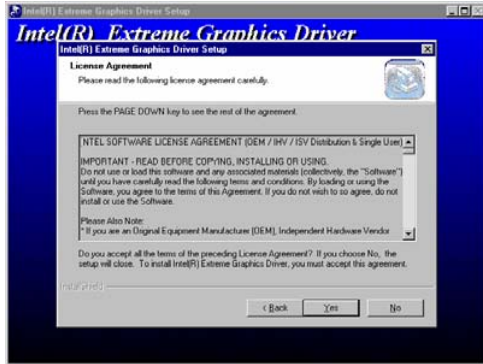 Intel(R) Extreme Graphics Driver Setup
Intel(R) Extreme Graphics Driver
Intel(R) Extreme Graphics Driver Setup
License Agreement
Please read the following license agreement carefully.
Press the PAGE DOWN key to see the rest of the agreement.
NTEL SOFTWARE LICENSE AGREEMENT (OEM / IHV / ISV Distribution & Single User)
IMPORTANT - READ BEFORE COPYING, INSTALLING OR USING.
Do not use or load this software and any associated materials (collectively, the "Software")
until you have carefully read the following terms and conditions. By loading or using the
Software, you agree to the terms of this Agreement. If you do not wish to so agree, do not
install or use the Software.
Please Also Note:
* If you are an Original Equipment Manufacturer (OEM), Independent Hardware Vendor
Do you accept all the terms of the preceding License Agreement? If you choose No, the
setup will close. To install Intel(R) Extreme Graphics Driver, you must accept this agreement.
InstallShield
< Back Yes No